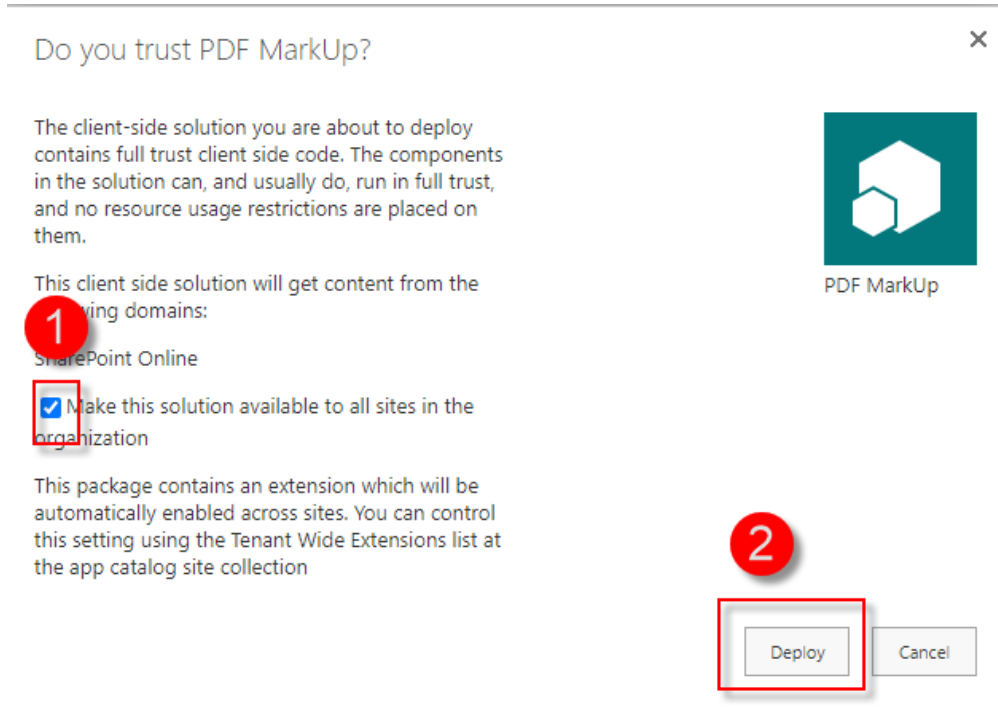 Do you trust PDF MarkUp?
The client-side solution you are about to deploy
contains full trust client side code. The components
in the solution can, and usually do, run in full trust,
and no resource usage restrictions are placed on
them.
This client side solution will get content from the
wing domains:
1
SharePoint Online
Make this solution available to all sites in the
organization
This package contains an extension which will be
automatically enabled across sites. You can control
this setting using the Tenant Wide Extensions list at
the app catalog site collection
PDF MarkUp
2
Deploy
Cancel